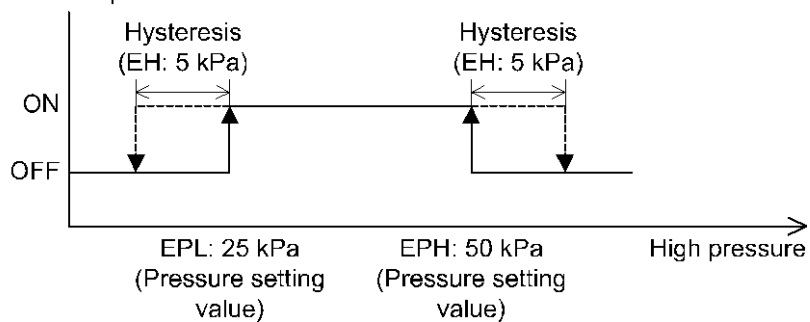 Hysteresis
(EH: 5 kPa)
Hysteresis
(EH: 5 kPa)
ON
OFF
EPL: 25 kPa
(Pressure setting
value)
EPH: 50 kPa
(Pressure setting
value)
High pressure